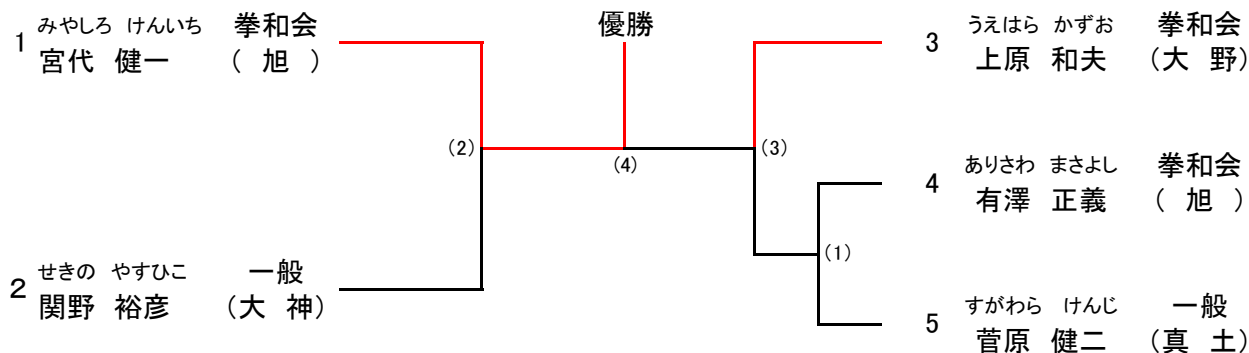 1 みやしろ けんいち 拳和会
宮代 健一 ( 旭 )
(2)
2 せきの やすひこ 一般
関野 裕彦 (大 神)
優勝
(4)
3 うえはら かずお 拳和会
上原 和夫 (大 野)
(3)
4 ありさわ まさよし 拳和会
有澤 正義 ( 旭 )
(1)
5 すがわら けんじ 一般
菅原 健二 (真 土)